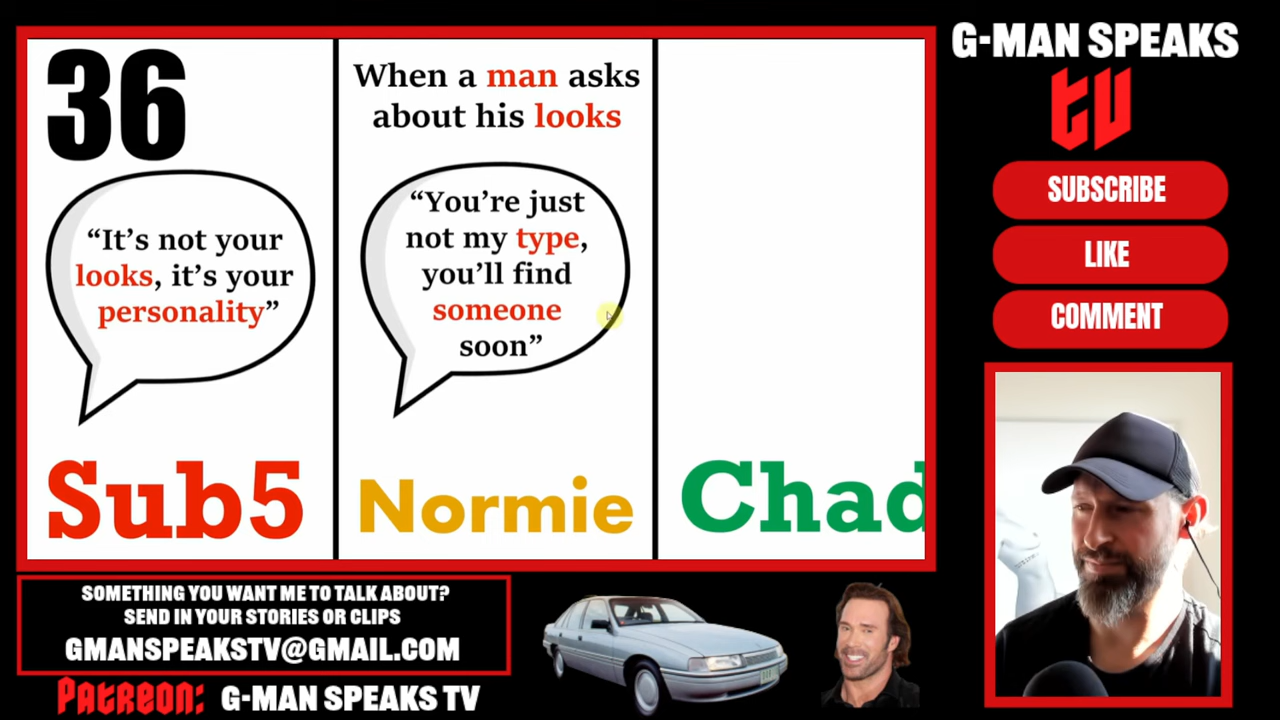 36
When a man asks
about his looks
“It’s not your
looks, it’s your
personality”
“You’re just
not my type,
you’ll find
someone
soon”
Sub5
Normie
Chad
G-MAN SPEAKS
tv
SUBSCRIBE
LIKE
COMMENT
SOMETHING YOU WANT ME TO TALK ABOUT?
SEND IN YOUR STORIES OR CLIPS
GMANSPEAKSTV@GMAIL.COM
PATREON: G-MAN SPEAKS TV